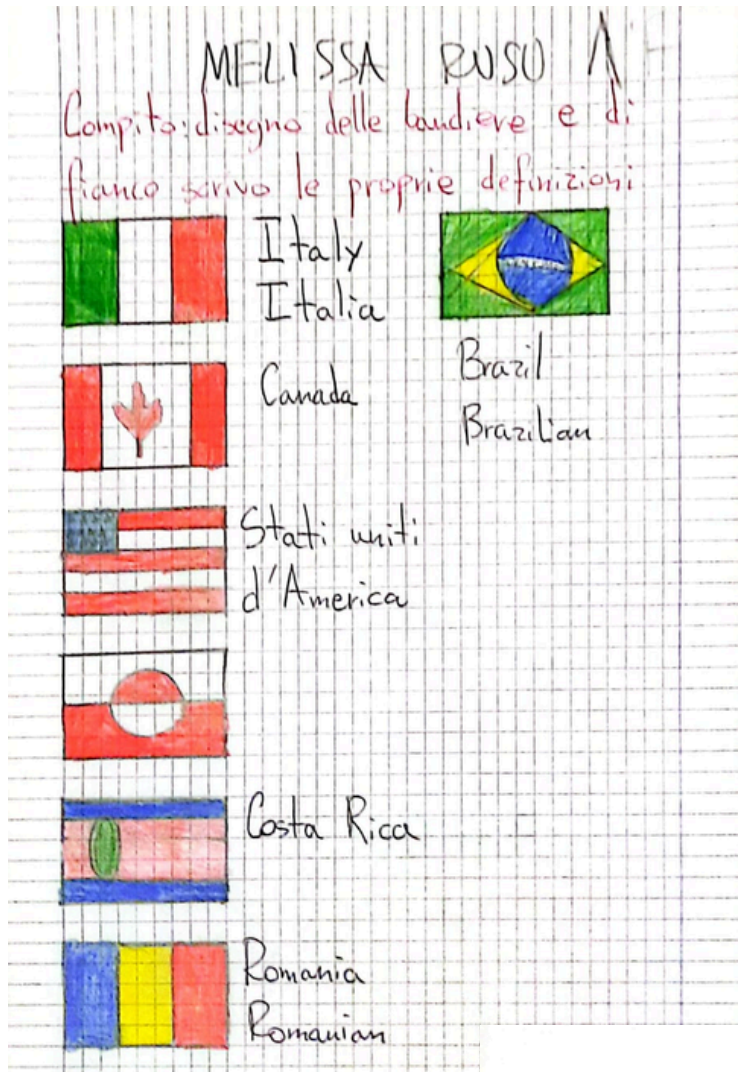 MELISSA RUSU 1
Compito: disegno delle bandiere e di
fianco scrivo le proprie definizioni
Italy
Italia
Brazil
Brazilian
Canada
Stati uniti
d'America
Costa Rica
Romania
Romanian